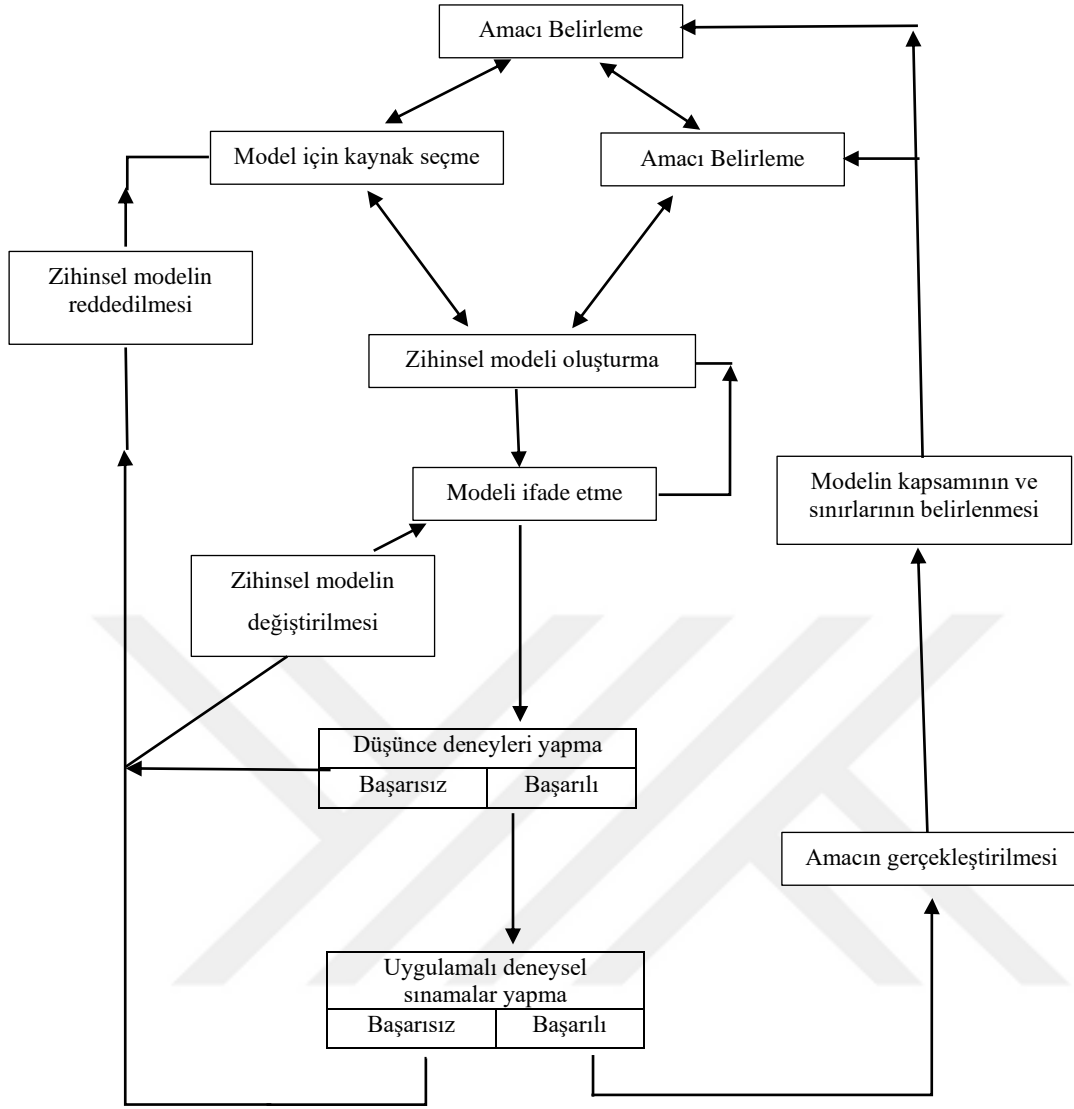 Amacı Belirleme
Model için kaynak seçme
Amacı Belirleme
Zihinsel modelin
reddedilmesi
Zihinsel modeli oluşturma
Modeli ifade etme
Modelin kapsamının ve
sınırlarının belirlenmesi
Zihinsel modelin
değiştirilmesi
Düşünce deneyleri yapma
Başarısız
Başarılı
Amacın gerçekleştirilmesi
Uygulamalı deneysel
sınamalar yapma
Başarısız
Başarılı